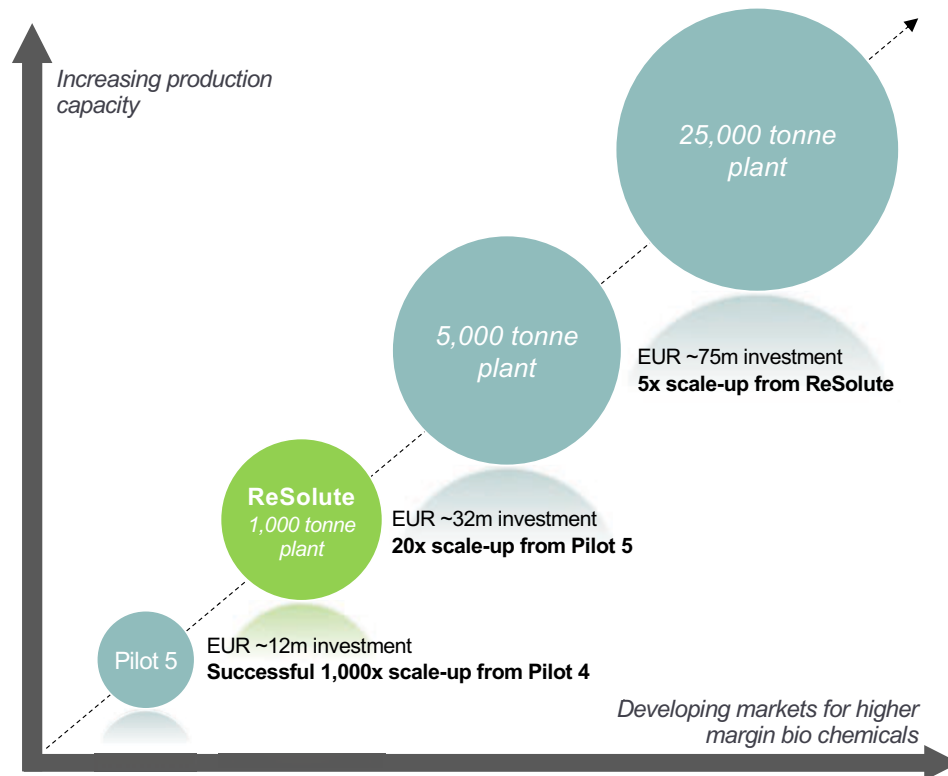 Increasing production
capacity
25,000 tonne
plant
5,000 tonne
plant
EUR ~75m investment
5x scale-up from ReSolute
ReSolute
1,000 tonne
plant
EUR ~32m investment
20x scale-up from Pilot 5
Pilot 5
EUR ~12m investment
Successful 1,000x scale-up from Pilot 4
Developing markets for higher
margin bio chemicals